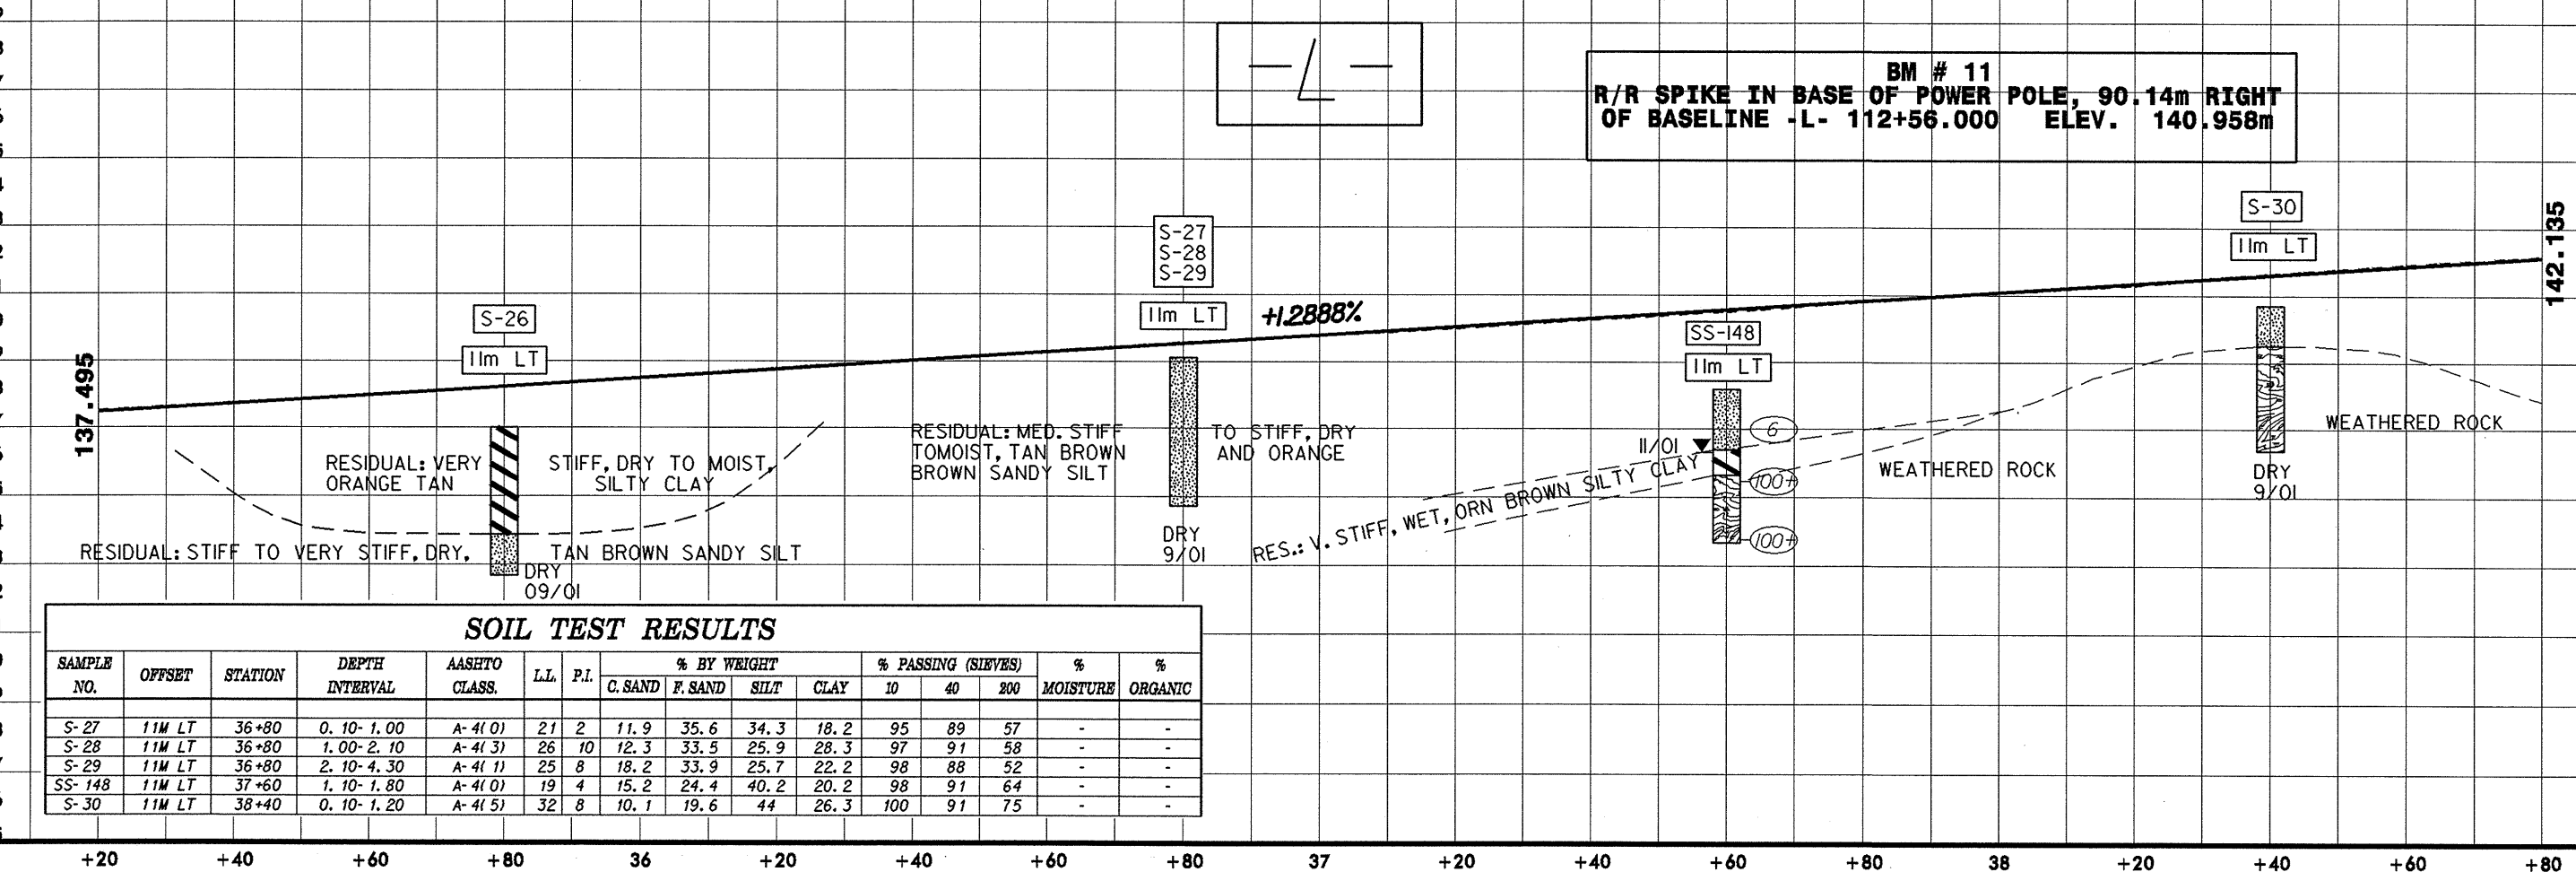 -L-
BM # 11
R/R SPIKE IN BASE OF POWER POLE, 90.14m RIGHT
OF BASELINE -L- 112+56.000 ELEV. 140.958m
S-30
11m LT
142.135
S-27
S-28
S-29
11m LT
+1.2888%
S-26
11m LT
SS-148
11m LT
137.495
RESIDUAL: VERY STIFF, DRY TO MOIST,
ORANGE TAN SILTY CLAY
RESIDUAL: MED. STIFF TO STIFF, DRY
TOMOIST, TAN BROWN AND ORANGE
BROWN SANDY SILT
6
11/01
100+
100+
WEATHERED ROCK
WEATHERED ROCK
DRY
9/01
DRY
9/01
RES.: V. STIFF, WET, ORN BROWN SILTY CLAY
RESIDUAL: STIFF TO VERY STIFF, DRY, TAN BROWN SANDY SILT
DRY
09/01
SOIL TEST RESULTS
SAMPLE NO. OFFSET STATION DEPTH INTERVAL AASHTO CLASS. L.L. P.I. % BY WEIGHT % PASSING (SIEVES) % MOISTURE % ORGANIC
C. SAND F. SAND SILT CLAY 10 40 200
S-27 11M LT 36+80 0.10-1.00 A-4(0) 21 2 11.9 35.6 34.3 18.2 95 89 57 - -
S-28 11M LT 36+80 1.00-2.10 A-4(3) 26 10 12.3 33.5 25.9 28.3 97 91 58 - -
S-29 11M LT 36+80 2.10-4.30 A-4(1) 25 8 18.2 33.9 25.7 22.2 98 88 52 - -
SS-148 11M LT 37+60 1.10-1.80 A-4(0) 19 4 15.2 24.4 40.2 20.2 98 91 64 - -
S-30 11M LT 38+40 0.10-1.20 A-4(5) 32 8 10.1 19.6 44 26.3 100 91 75 - -
+20 +40 +60 +80 36 +20 +40 +60 +80 37 +20 +40 +60 +80 38 +20 +40 +60 +80